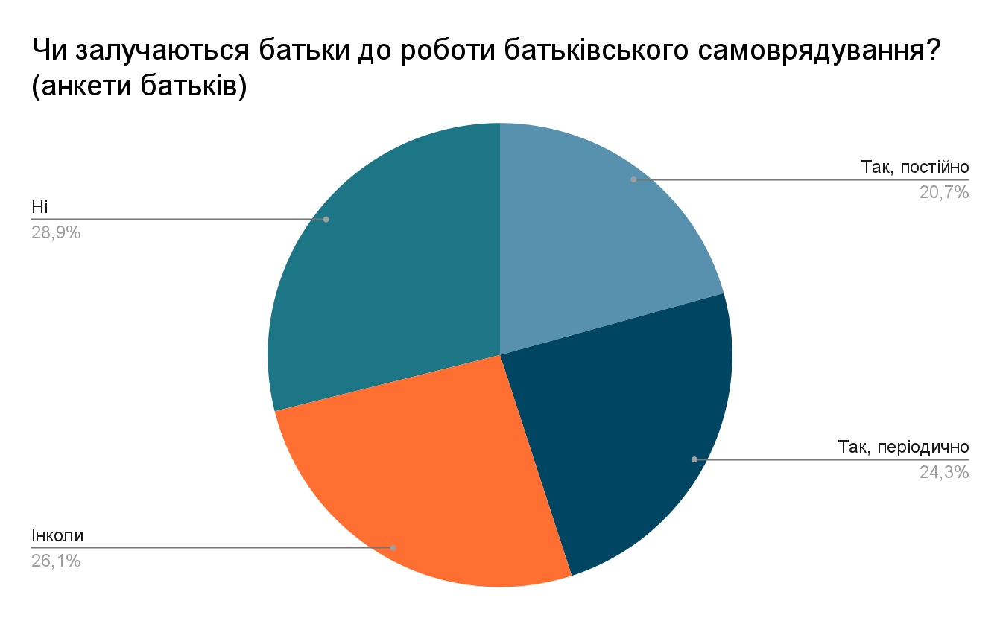 Чи залучаються батьки до роботи батьківського самоврядування?
(анкети батьків)
Так, постійно
20,7%
Ні
28,9%
Так, періодично
24,3%
Інколи
26,1%